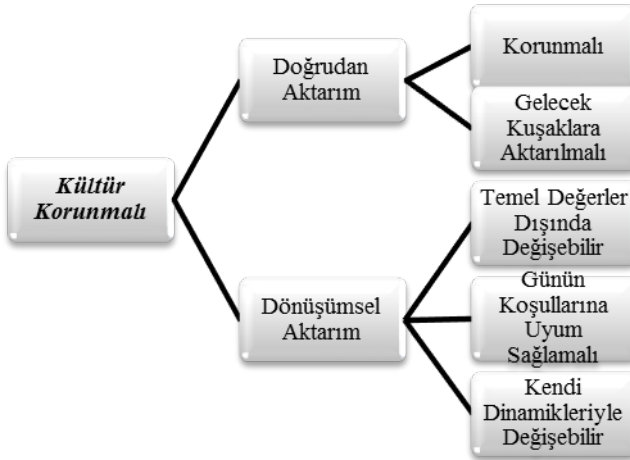 Kültür
Korunmalı
Doğrudan
Aktarım
Korunmalı
Gelecek
Kuşaklara
Aktarılmalı
Dönüşümsel
Aktarım
Temel Değerler
Dışında
Değişebilir
Günün
Koşullarına
Uyum
Sağlamalı
Kendi
Dinamikleriyle
Değişebilir